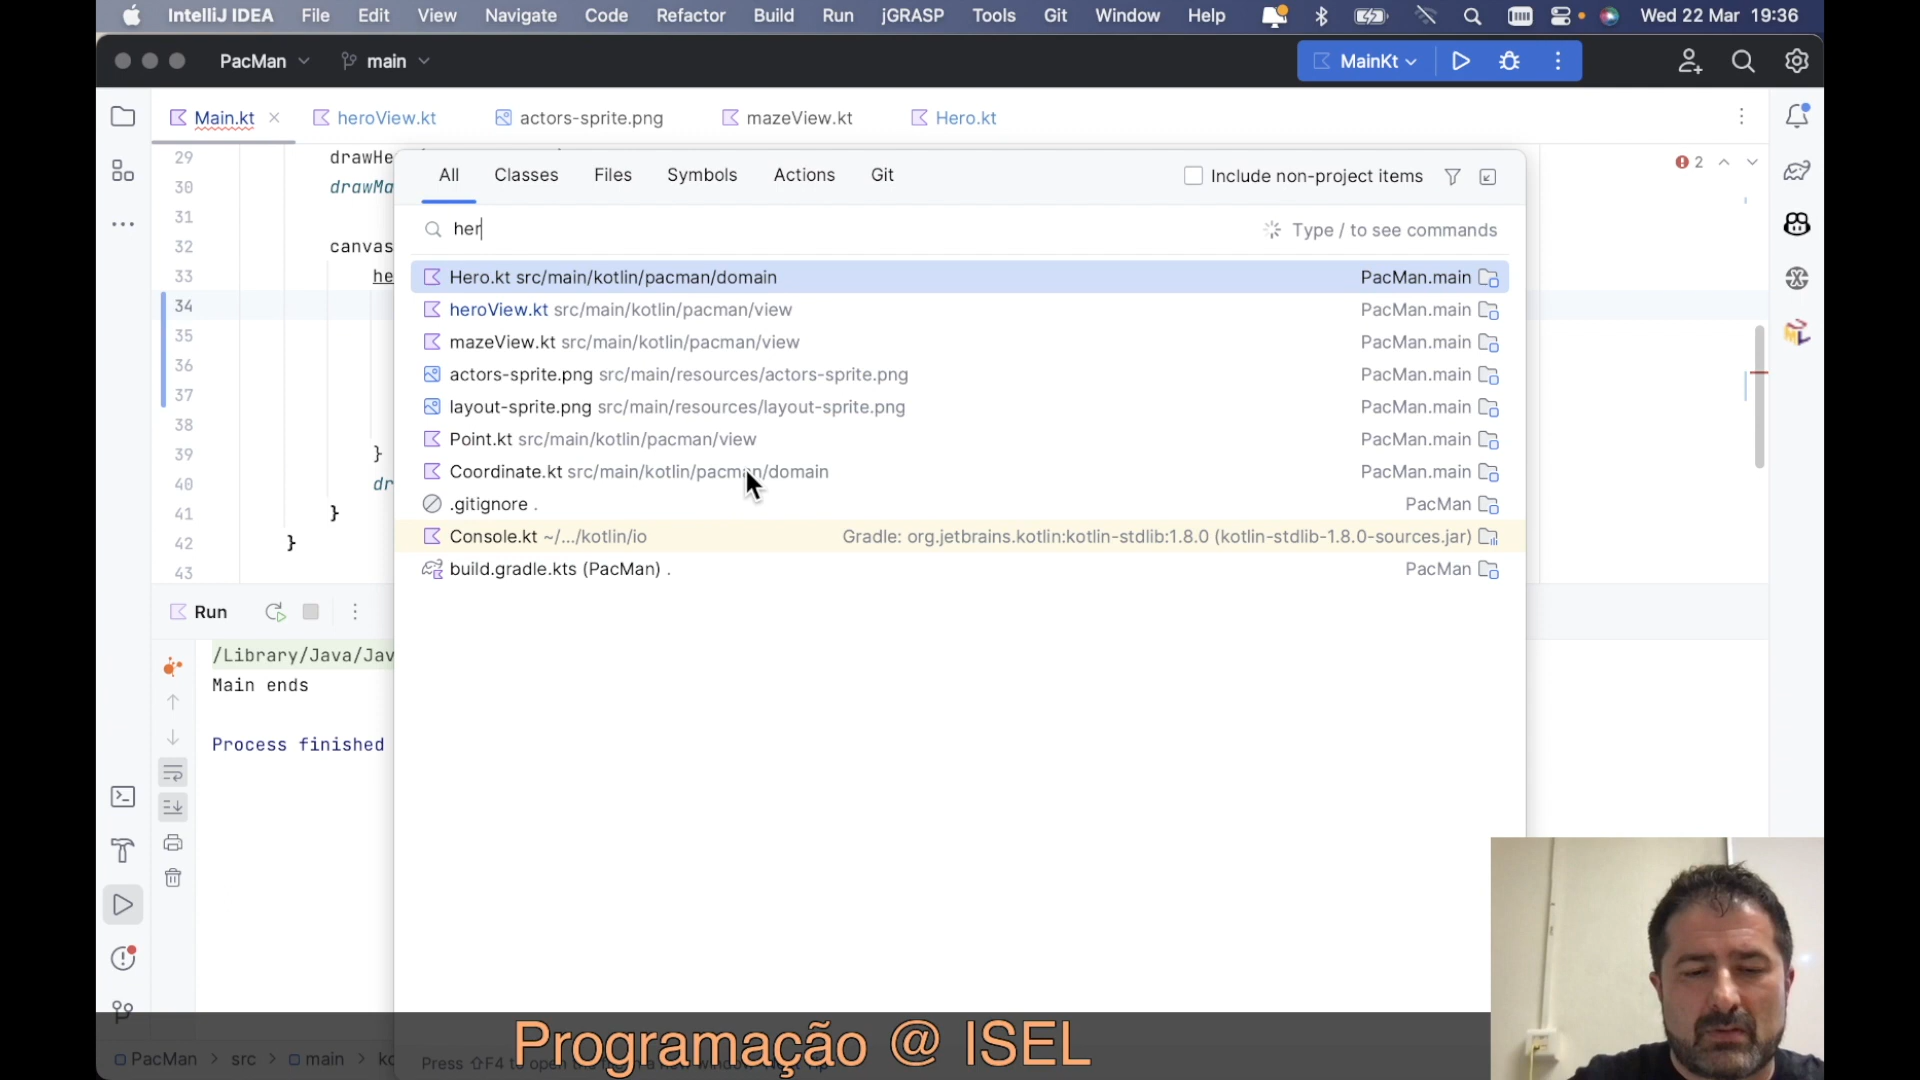 IntelliJ IDEA File Edit View Navigate Code Refactor Build Run jGRASP Tools Git Window Help Wed 22 Mar 19:36
PacMan main MainKt
Main.kt heroView.kt actors-sprite.png mazeView.kt Hero.kt
29 drawHe
30 drawMa
31
32 canvas
33 he
34
35
36
37
38
39 }
40 dr
41 }
42 }
43
2
All Classes Files Symbols Actions Git Include non-project items
her Type / to see commands
Hero.kt src/main/kotlin/pacman/domain PacMan.main
heroView.kt src/main/kotlin/pacman/view PacMan.main
mazeView.kt src/main/kotlin/pacman/view PacMan.main
actors-sprite.png src/main/resources/actors-sprite.png PacMan.main
layout-sprite.png src/main/resources/layout-sprite.png PacMan.main
Point.kt src/main/kotlin/pacman/view PacMan.main
Coordinate.kt src/main/kotlin/pacman/domain PacMan.main
.gitignore . PacMan
Console.kt ~/.../kotlin/io Gradle: org.jetbrains.kotlin:kotlin-stdlib:1.8.0 (kotlin-stdlib-1.8.0-sources.jar)
build.gradle.kts (PacMan) . PacMan
Run
/Library/Java/Jav
Main ends
Process finished
PacMan > src > main > ko
Press ⇧F4 to open
Programação @ ISEL